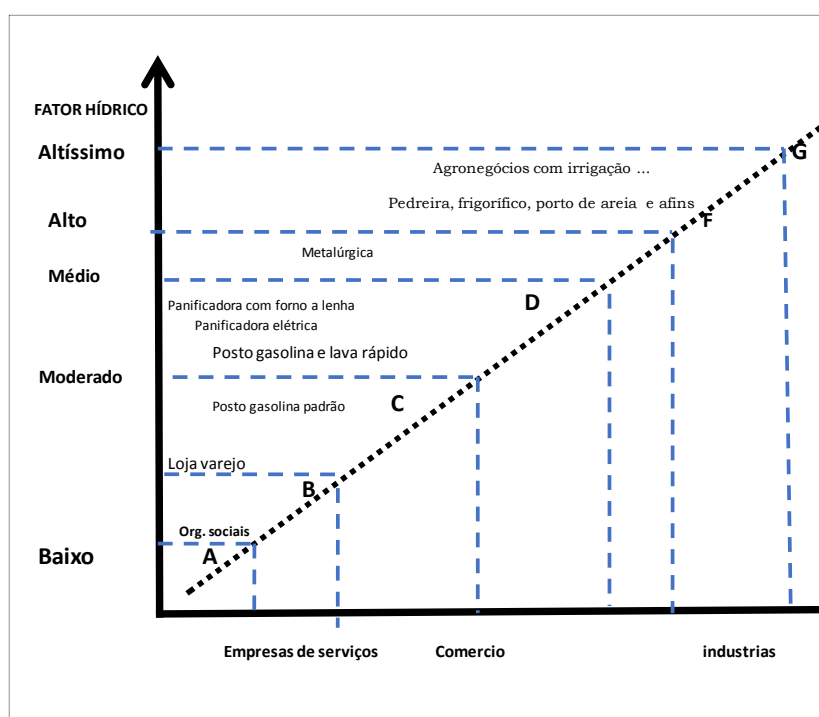 FATOR HÍDRICO
Altíssimo
G
Agronegócios com irrigação ...
Pedreira, frigorífico, porto de areia e afins
Alto
F
Metalúrgica
Médio
D
Panificadora com forno a lenha
Panificadora elétrica
Posto gasolina e lava rápido
Moderado
Posto gasolina padrão
C
Loja varejo
B
Org. sociais
Baixo
A
Empresas de serviços
Comercio
industrias